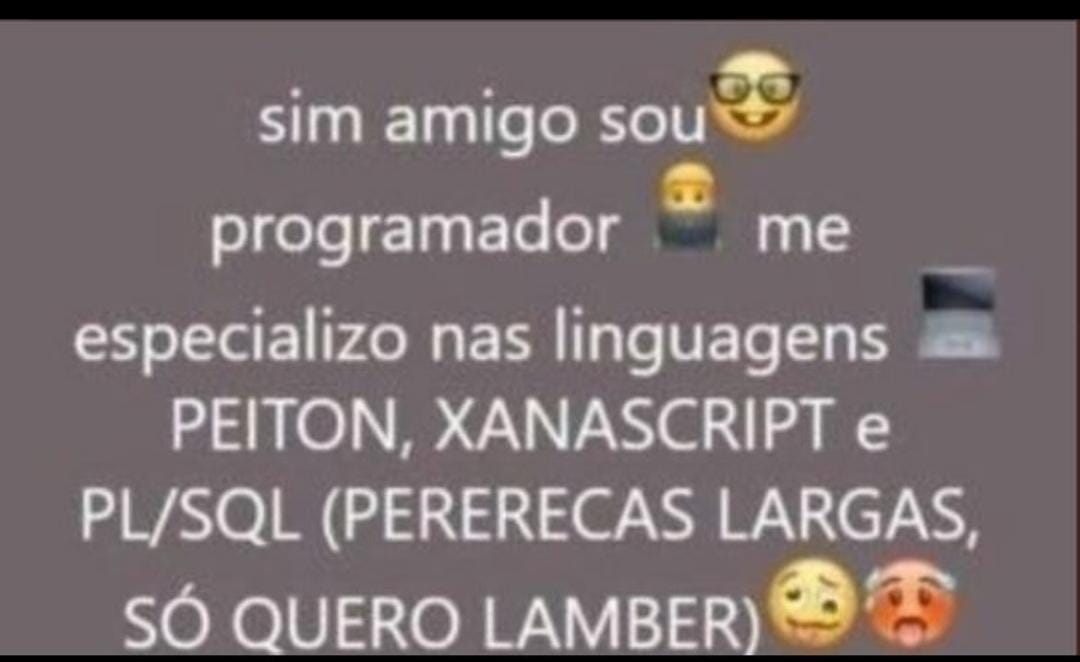 sim amigo sou🤓
programador 🧔 me
especializo nas linguagens 💻
PEITON, XANASCRIPT e
PL/SQL (PERERECAS LARGAS,
SÓ QUERO LAMBER)🥴🥵